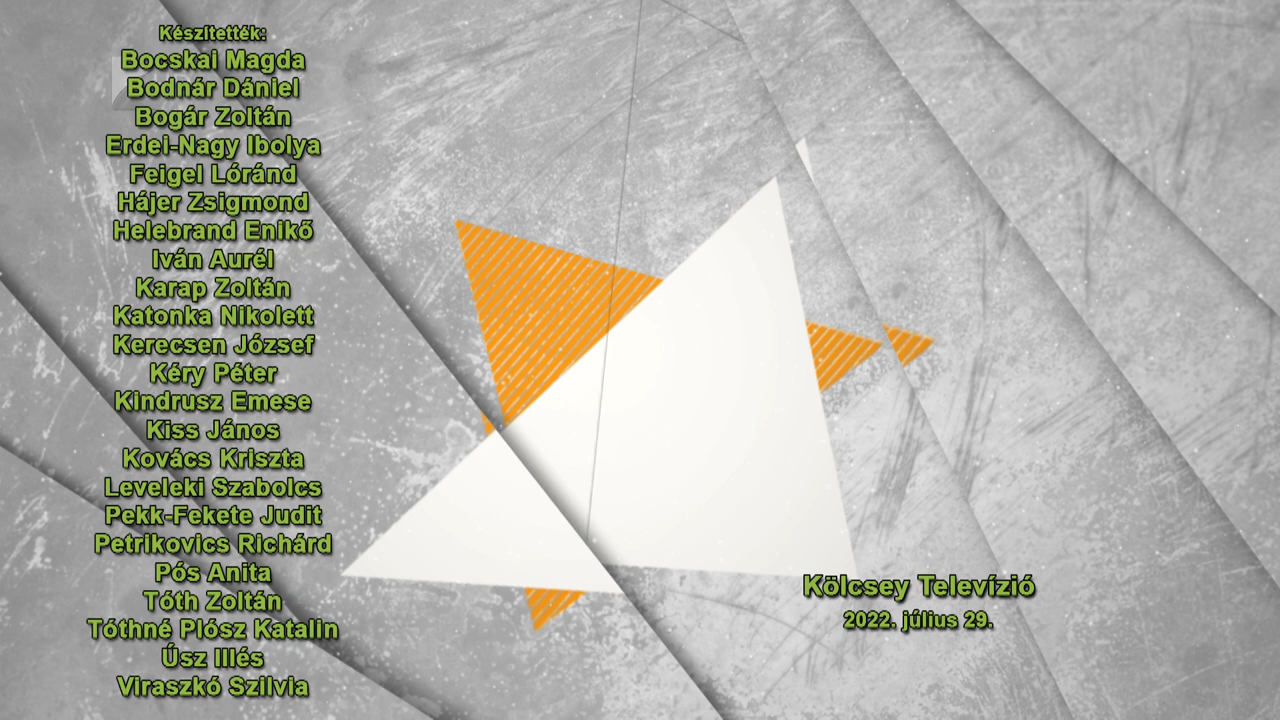 Készítették:
Bocskai Magda
Bodnár Dániel
Bogár Zoltán
Erdei-Nagy Ibolya
Feigel Lóránd
Hájer Zsigmond
Helebrand Enikő
Iván Aurél
Karap Zoltán
Katonka Nikolett
Kerecsen József
Kéry Péter
Kindrusz Emese
Kiss János
Kovács Kriszta
Leveleki Szabolcs
Pekk-Fekete Judit
Petrikovics Richárd
Pós Anita
Tóth Zoltán
Tóthné Plósz Katalin
Úsz Illés
Viraszkó Szilvia
Kölcsey Televízió
2022. július 29.